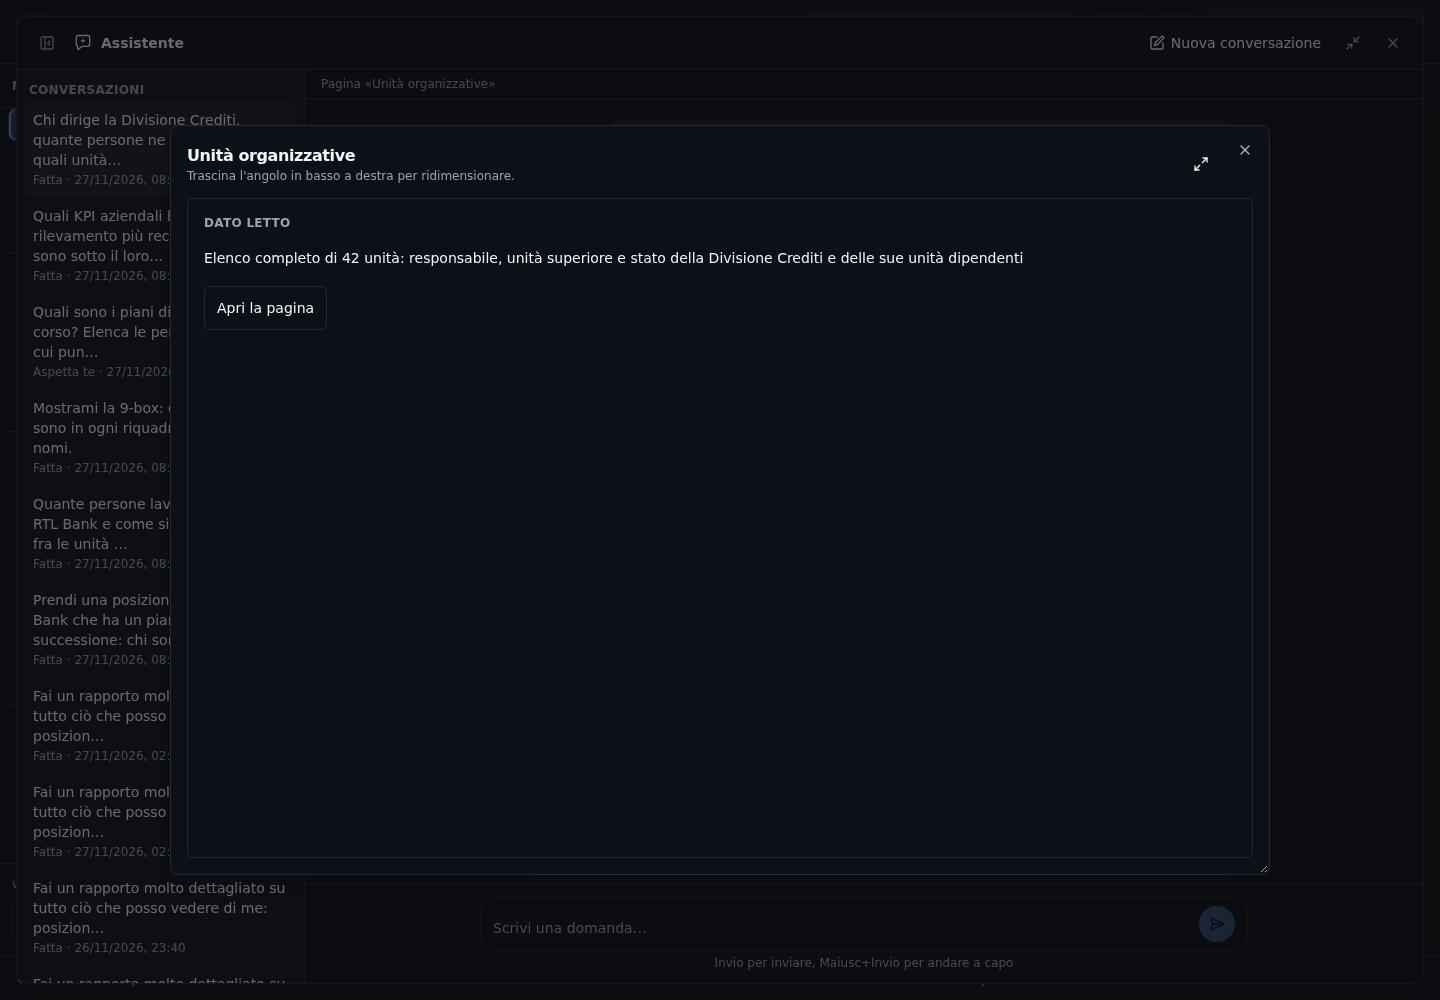 Assistente
Nuova conversazione
CONVERSAZIONI
Pagina «Unità organizzative»
Chi dirige la Divisione Crediti,
quante persone ne
quali unità…
Fatta · 27/11/2026, 08:
Quali KPI aziendali
rilevamento più rec
sono sotto il loro…
Fatta · 27/11/2026, 08:
Quali sono i piani di
corso? Elenca le pe
cui pun…
Aspetta te · 27/11/202
Mostrami la 9-box:
sono in ogni riquad
nomi.
Fatta · 27/11/2026, 08:
Quante persone lav
RTL Bank e come si
fra le unità …
Fatta · 27/11/2026, 08:
Prendi una posizion
Bank che ha un pia
successione: chi so
Fatta · 27/11/2026, 08:
Fai un rapporto mol
tutto ciò che posso
posizion…
Fatta · 27/11/2026, 02:
Fai un rapporto mol
tutto ciò che posso
posizion…
Fatta · 27/11/2026, 02:
Fai un rapporto molto dettagliato su
tutto ciò che posso vedere di me:
posizion…
Fatta · 26/11/2026, 23:40
Fai un rapporto molto dettagliato su
Unità organizzative
Trascina l'angolo in basso a destra per ridimensionare.
DATO LETTO
Elenco completo di 42 unità: responsabile, unità superiore e stato della Divisione Crediti e delle sue unità dipendenti
Apri la pagina
Scrivi una domanda…
Invio per inviare, Maiusc+Invio per andare a capo